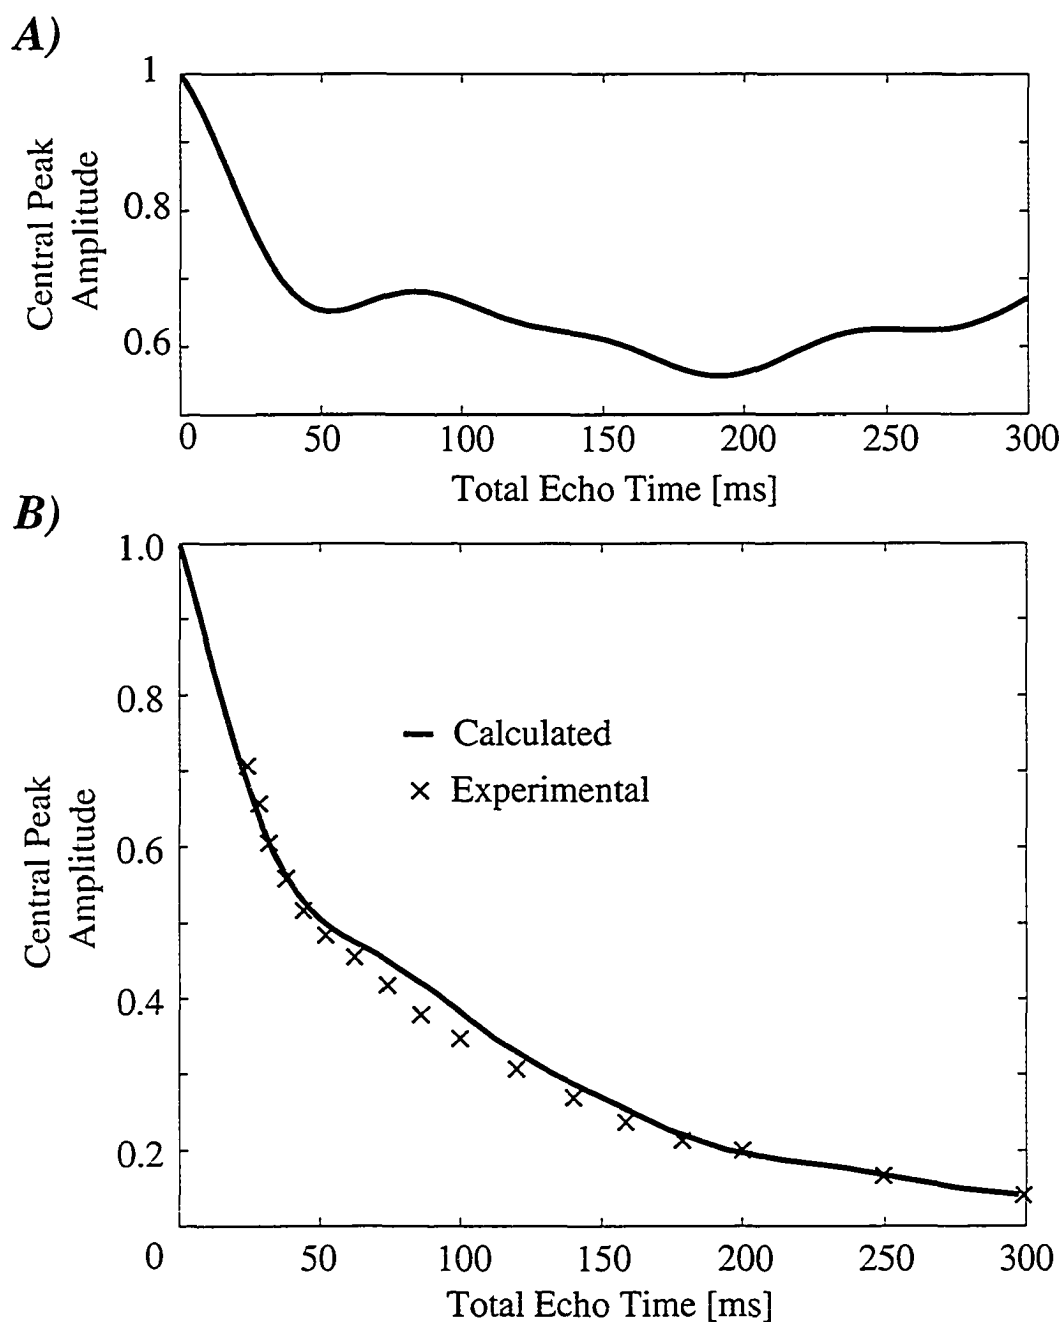 A)
Central Peak
Amplitude
1
0.8
0.6
0 50 100 150 200 250 300
Total Echo Time [ms]
B)
Central Peak
Amplitude
1.0
0.8
0.6
0.4
0.2
0 50 100 150 200 250 300
Calculated
Experimental
Total Echo Time [ms]